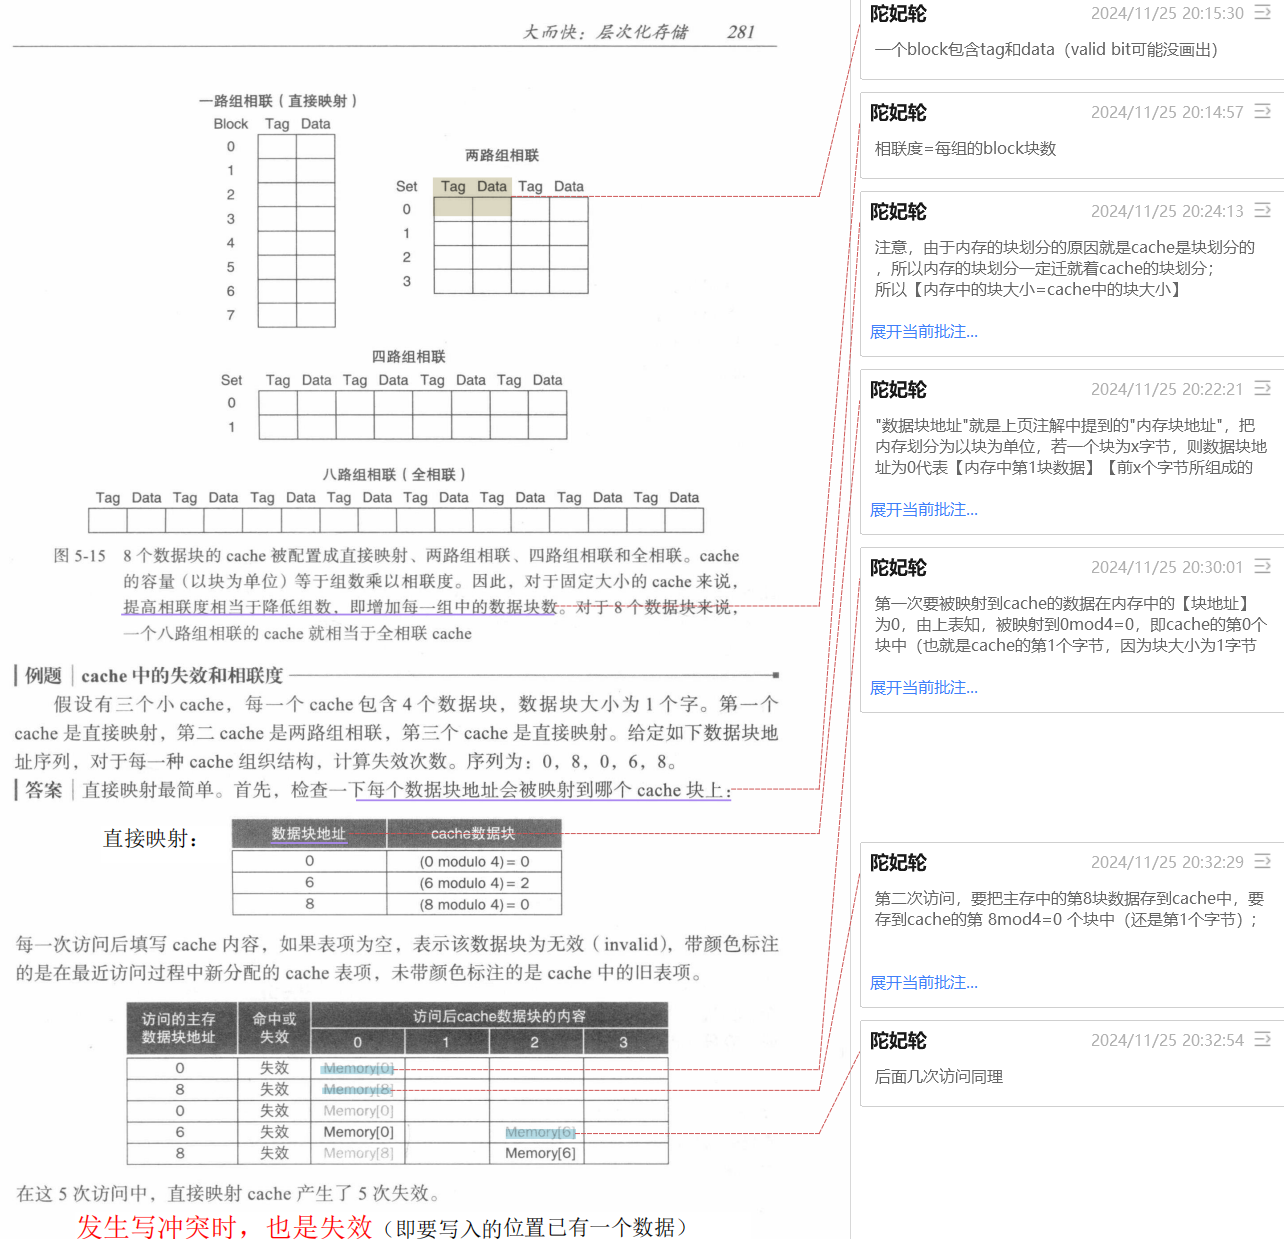 大而快：层次化存储 281
一路组相联（直接映射）
Block Tag Data
0
1
2
3
4
5
6
7
两路组相联
Set Tag Data Tag Data
0
1
2
3
四路组相联
Set Tag Data Tag Data Tag Data Tag Data
0
1
八路组相联（全相联）
Tag Data Tag Data Tag Data Tag Data Tag Data Tag Data Tag Data Tag Data
图 5-15 8 个数据块的 cache 被配置成直接映射、两路组相联、四路组相联和全相联。cache
的容量（以块为单位）等于组数乘以相联度。因此，对于固定大小的 cache 来说，
提高相联度相当于降低组数，即增加每一组中的数据块数。对于 8 个数据块来说，
一个八路组相联的 cache 就相当于全相联 cache
例题 cache 中的失效和相联度
假设有三个小 cache，每一个 cache 包含 4 个数据块，数据块大小为 1 个字。第一个
cache 是直接映射，第二 cache 是两路组相联，第三个 cache 是直接映射。给定如下数据块地
址序列，对于每一种 cache 组织结构，计算失效次数。序列为：0，8，0，6，8。
答案 直接映射最简单。首先，检查一下每个数据块地址会被映射到哪个 cache 块上：
直接映射：
数据块地址 cache数据块
0 (0 modulo 4) = 0
6 (6 modulo 4) = 2
8 (8 modulo 4) = 0
每一次访问后填写 cache 内容，如果表项为空，表示该数据块为无效（invalid），带颜色标注
的是在最近访问过程中新分配的 cache 表项，未带颜色标注的是 cache 中的旧表项。
访问的主存数据块地址 命中或失效 访问后cache数据块的内容
0 1 2 3
0 失效 Memory[0]
8 失效 Memory[8]
0 失效 Memory[0]
6 失效 Memory[0] Memory[6]
8 失效 Memory[8] Memory[6]
在这 5 次访问中，直接映射 cache 产生了 5 次失效。
发生写冲突时，也是失效（即要写入的位置已有一个数据）
陀妃轮 2024/11/25 20:15:30
一个block包含tag和data（valid bit可能没画出）
陀妃轮 2024/11/25 20:14:57
相联度=每组的block块数
陀妃轮 2024/11/25 20:24:13
注意，由于内存的块划分的原因就是cache是块划分的
，所以内存的块划分一定迁就着cache的块划分；
所以【内存中的块大小=cache中的块大小】
展开当前批注...
陀妃轮 2024/11/25 20:22:21
"数据块地址"就是上页注解中提到的"内存块地址"，把
内存划分为以块为单位，若一个块为x字节，则数据块地
址为0代表【内存中第1块数据】【前x个字节所组成的
展开当前批注...
陀妃轮 2024/11/25 20:30:01
第一次要被映射到cache的数据在内存中的【块地址】
为0，由上表知，被映射到0mod4=0，即cache的第0个
块中（也就是cache的第1个字节，因为块大小为1字节
展开当前批注...
陀妃轮 2024/11/25 20:32:29
第二次访问，要把主存中的第8块数据存到cache中，要
存到cache的第 8mod4=0 个块中（还是第1个字节）；
展开当前批注...
陀妃轮 2024/11/25 20:32:54
后面几次访问同理